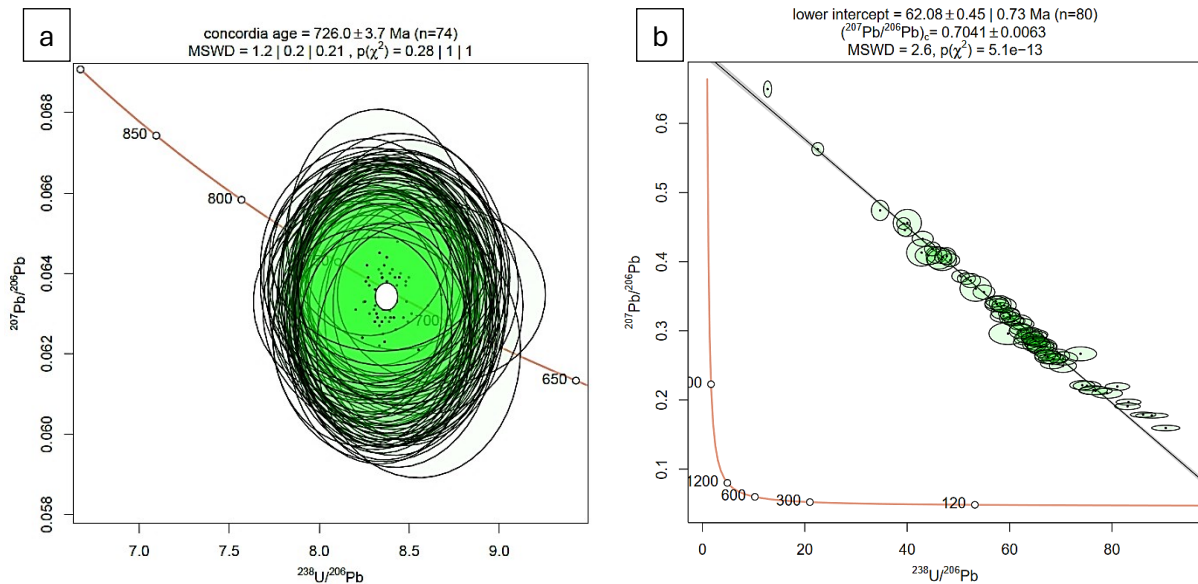 a
concordia age = 726.0 ± 3.7 Ma (n=74)
MSWD = 1.2 | 0.2 | 0.21 , p(χ²) = 0.28 | 1 | 1
0.068
0.066
0.064
0.062
0.060
0.058
²⁰⁷Pb/²⁰⁶Pb
850
800
700
650
7.0
7.5
8.0
8.5
9.0
²³⁸U/²⁰⁶Pb
b
lower intercept = 62.08 ± 0.45 | 0.73 Ma (n=80)
(²⁰⁷Pb/²⁰⁶Pb)c= 0.7041 ± 0.0063
MSWD = 2.6, p(χ²) = 5.1e−13
0.6
0.5
0.4
0.3
0.2
0.1
²⁰⁷Pb/²⁰⁶Pb
00
1200
600
300
120
0
20
40
60
80
²³⁸U/²⁰⁶Pb